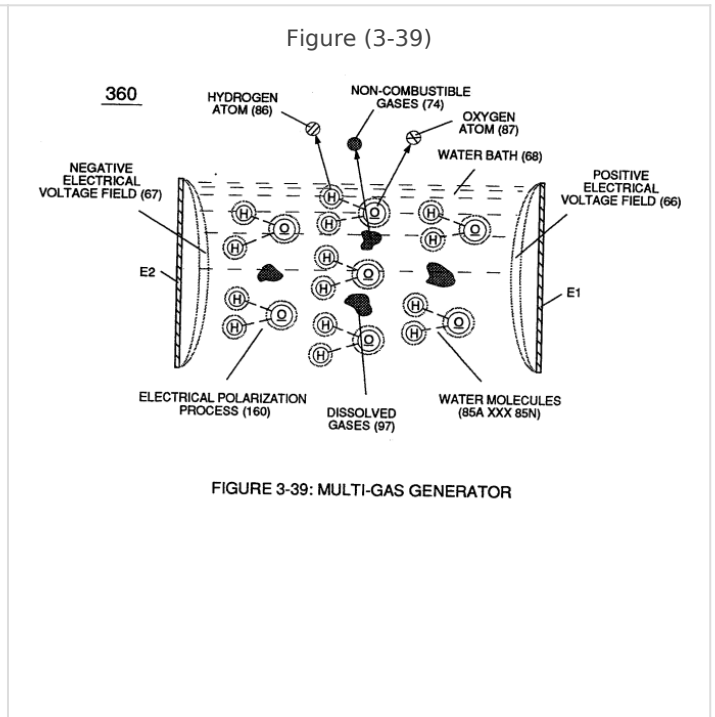 Figure (3-39)
360
HYDROGEN
ATOM (86)
NON-COMBUSTIBLE
GASES (74)
OXYGEN
ATOM (87)
WATER BATH (68)
NEGATIVE
ELECTRICAL
VOLTAGE FIELD (67)
POSITIVE
ELECTRICAL
VOLTAGE FIELD (66)
H
O
H
H
O
H
H
O
H
E2
E1
H
O
H
H
O
H
H
O
H
H
O
H
ELECTRICAL POLARIZATION
PROCESS (160)
DISSOLVED
GASES (97)
WATER MOLECULES
(85A XXX 85N)
FIGURE 3-39: MULTI-GAS GENERATOR